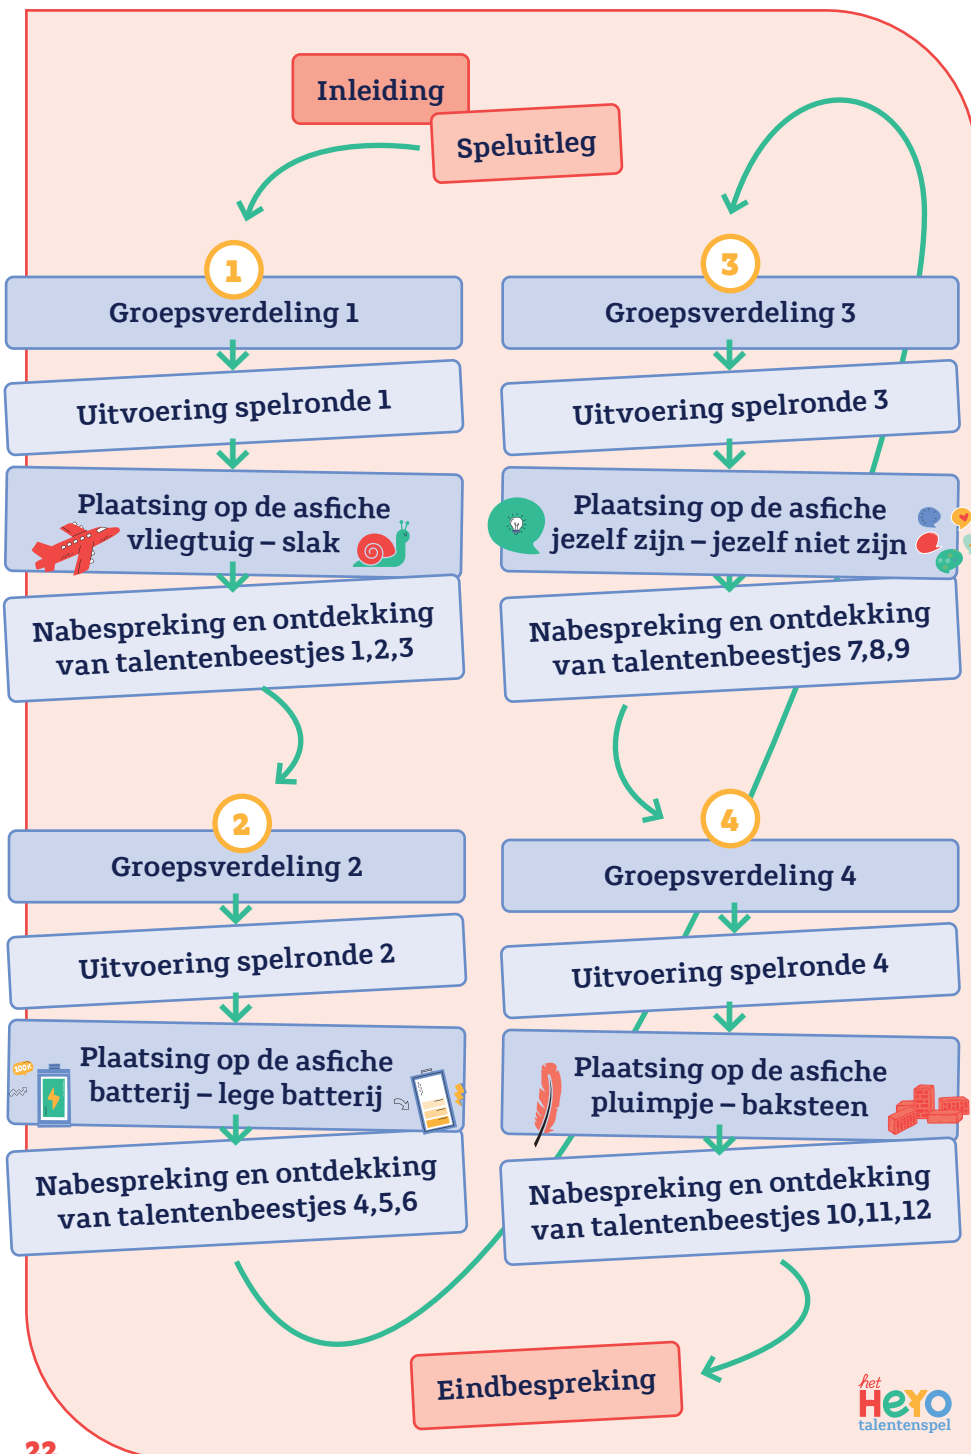 Inleiding
Speluitleg
1
Groepsverdeling 1
Uitvoering spelronde 1
Plaatsing op de asfiche
vliegtuig – slak
Nabespreking en ontdekking
van talentenbeestjes 1,2,3
2
Groepsverdeling 2
Uitvoering spelronde 2
100%
Plaatsing op de asfiche
batterij – lege batterij
Nabespreking en ontdekking
van talentenbeestjes 4,5,6
3
Groepsverdeling 3
Uitvoering spelronde 3
Plaatsing op de asfiche
jezelf zijn – jezelf niet zijn
Nabespreking en ontdekking
van talentenbeestjes 7,8,9
4
Groepsverdeling 4
Uitvoering spelronde 4
Plaatsing op de asfiche
pluimpje – baksteen
Nabespreking en ontdekking
van talentenbeestjes 10,11,12
Eindbespreking
het
HeYO
talentenspel
22